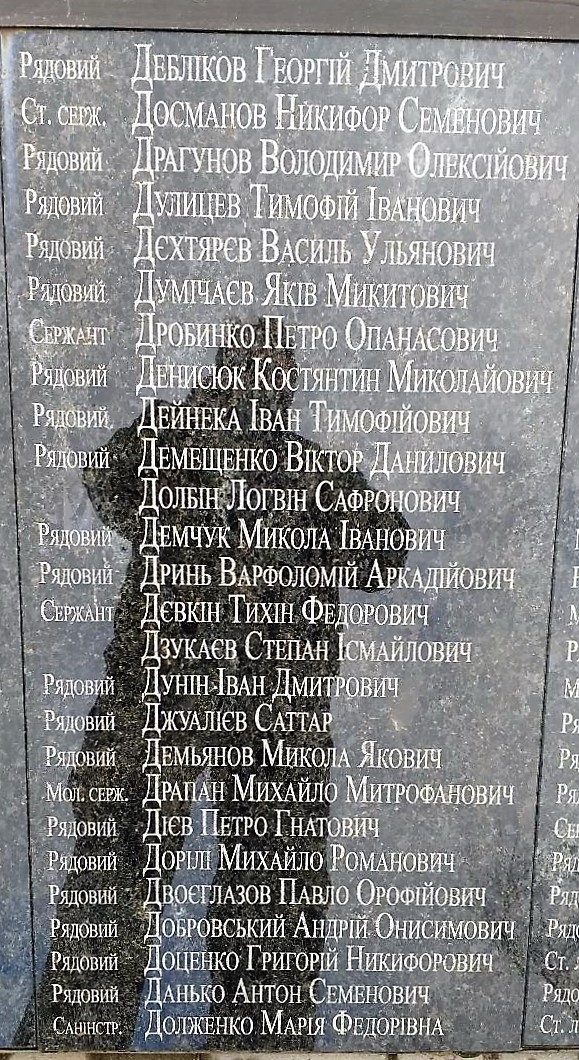 Рядовий Дебліков Георгій Дмитрович
Ст. серж. Досманов Никифор Семенович
Рядовий Драгунов Володимир Олексійович
Рядовий Дулицев Тимофій Іванович
Рядовий Дєхтярєв Василь Ульянович
Рядовий Думічаєв Яків Микитович
Сержант Дробинко Петро Опанасович
Рядовий Денисюк Костянтин Миколайович
Рядовий Дейнека Іван Тимофійович
Рядовий Демещенко Віктор Данилович
Долбін Логвін Сафронович
Рядовий Демчук Микола Іванович
Рядовий Дринь Варфоломій Аркадійович
Сержант Дєвкін Тихін Федорович
Дзукаєв Степан Ісмайлович
Рядовий Дунін Іван Дмитрович
Рядовий Джуалієв Саттар
Рядовий Демьянов Микола Якович
Мол. серж. Драпан Михайло Митрофанович
Рядовий Дієв Петро Гнатович
Рядовий Дорілі Михайло Романович
Рядовий Двоєглазов Павло Орофійович
Рядовий Добровський Андрій Онисимович
Рядовий Доценко Григорій Никифорович
Рядовий Данько Антон Семенович
Санінстр. Долженко Марія Федорівна